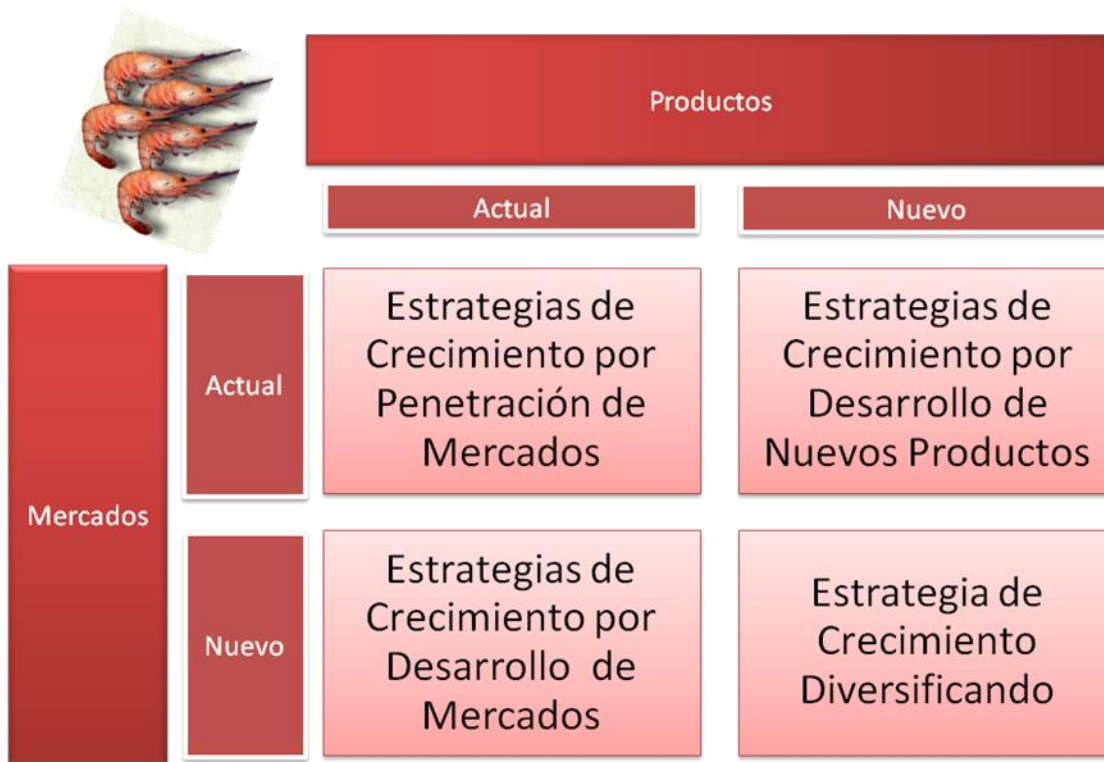 Productos
Actual
Nuevo
Mercados
Actual
Estrategias de
Crecimiento por
Penetración de
Mercados
Estrategias de
Crecimiento por
Desarrollo de
Nuevos Productos
Nuevo
Estrategias de
Crecimiento por
Desarrollo de
Mercados
Estrategia de
Crecimiento
Diversificando